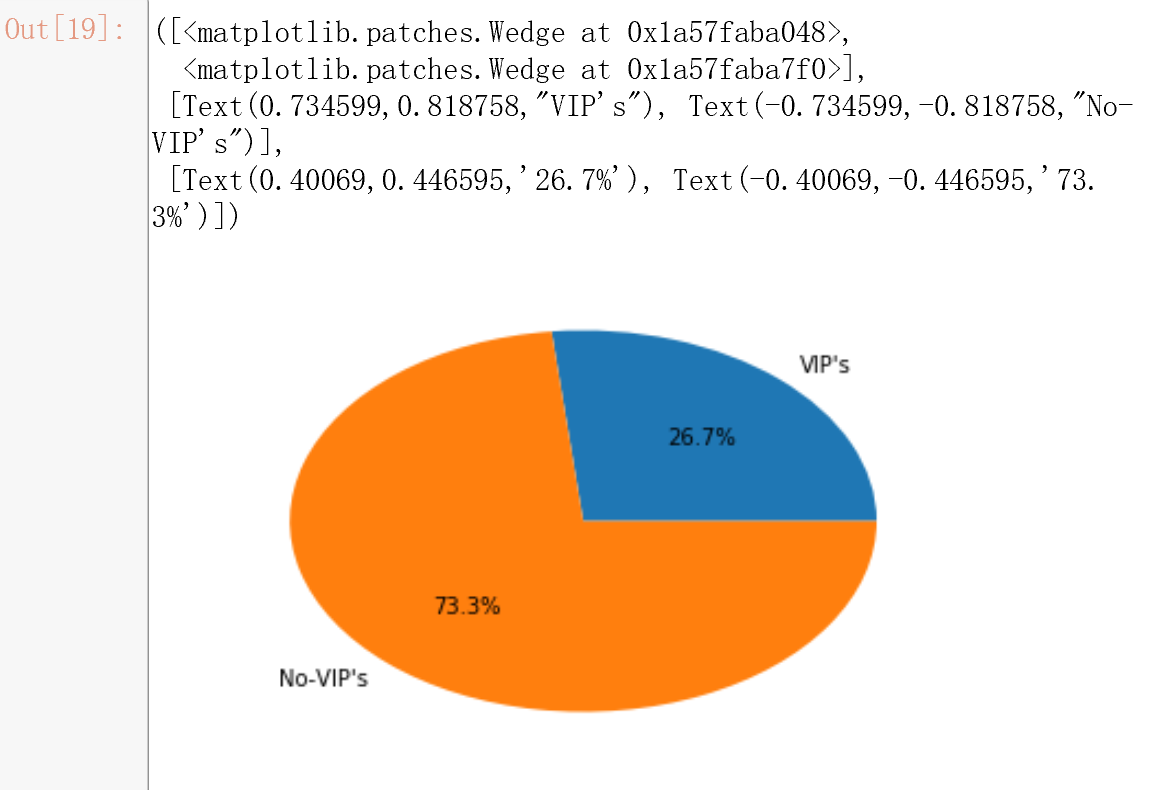 Out[19]: ([<matplotlib.patches.Wedge at 0x1a57faba048>,
<matplotlib.patches.Wedge at 0x1a57faba7f0>],
[Text(0.734599,0.818758,"VIP's"), Text(-0.734599,-0.818758,"No-
VIP's")],
[Text(0.40069,0.446595,'26.7%'), Text(-0.40069,-0.446595,'73.
3%')])
VIP's
26.7%
73.3%
No-VIP's